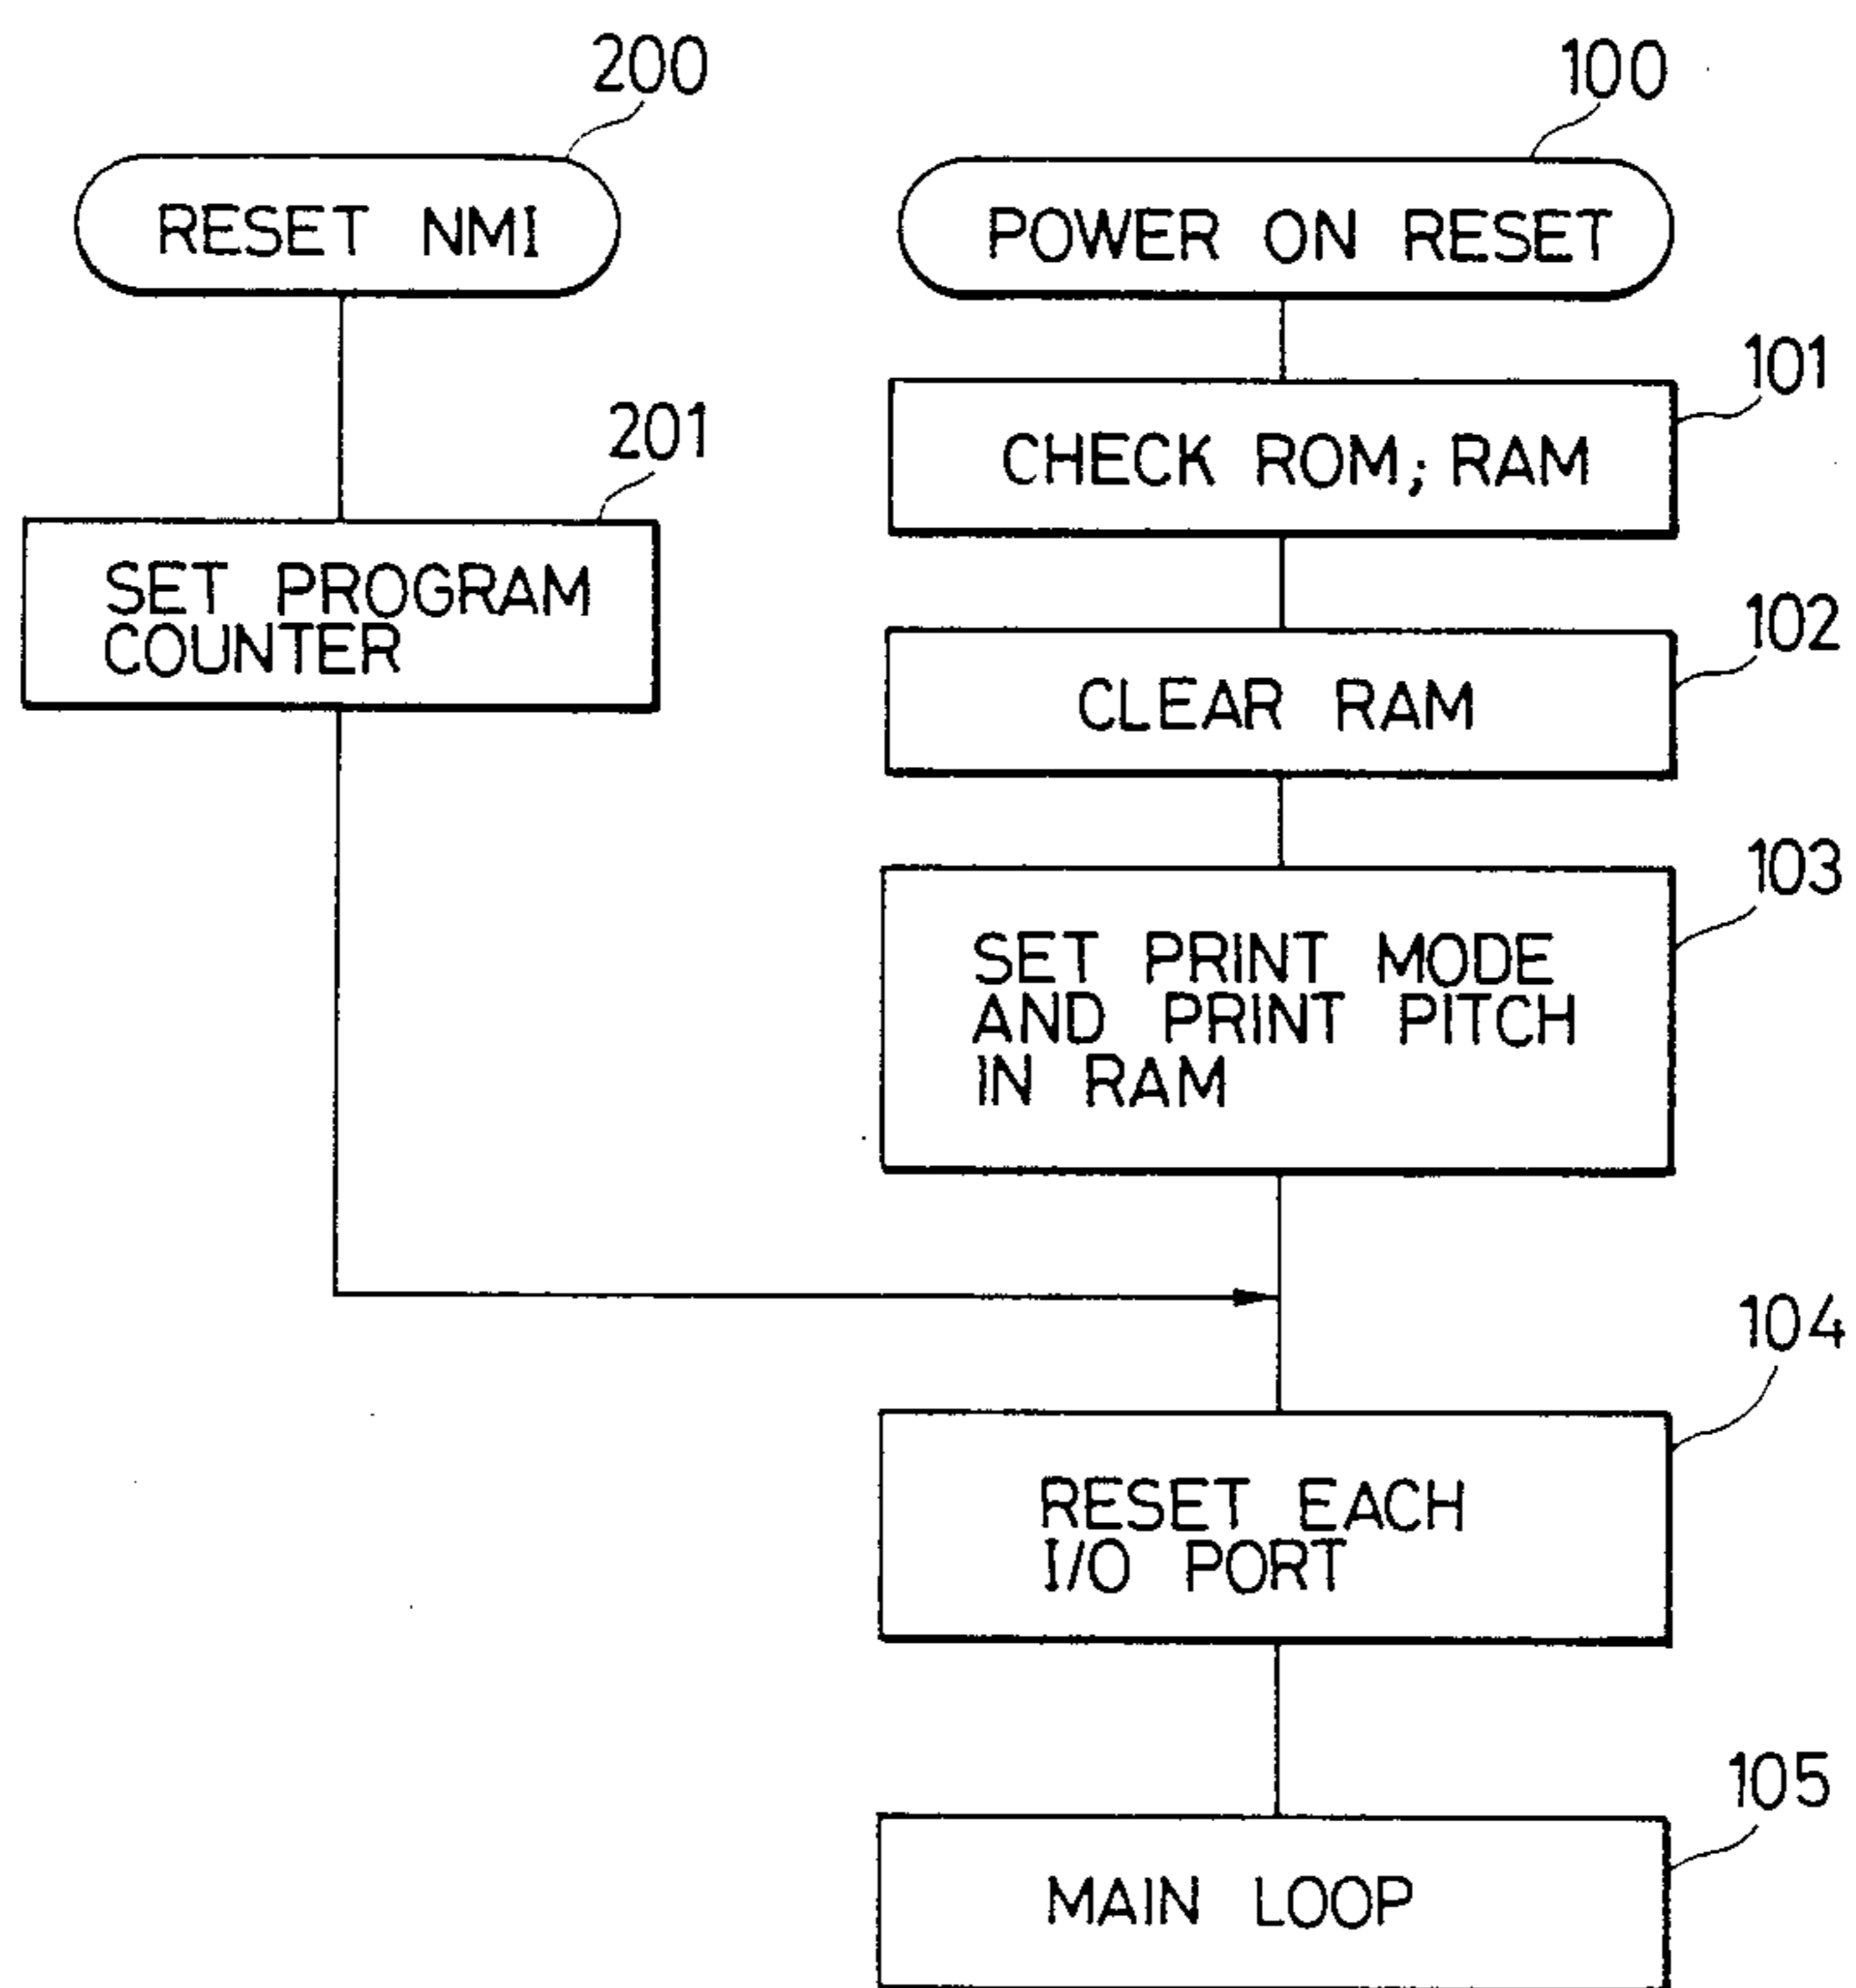 200
RESET NMI
201
SET PROGRAM
COUNTER
100
POWER ON RESET
101
CHECK ROM; RAM
102
CLEAR RAM
103
SET PRINT MODE
AND PRINT PITCH
IN RAM
104
RESET EACH
I/O PORT
105
MAIN LOOP